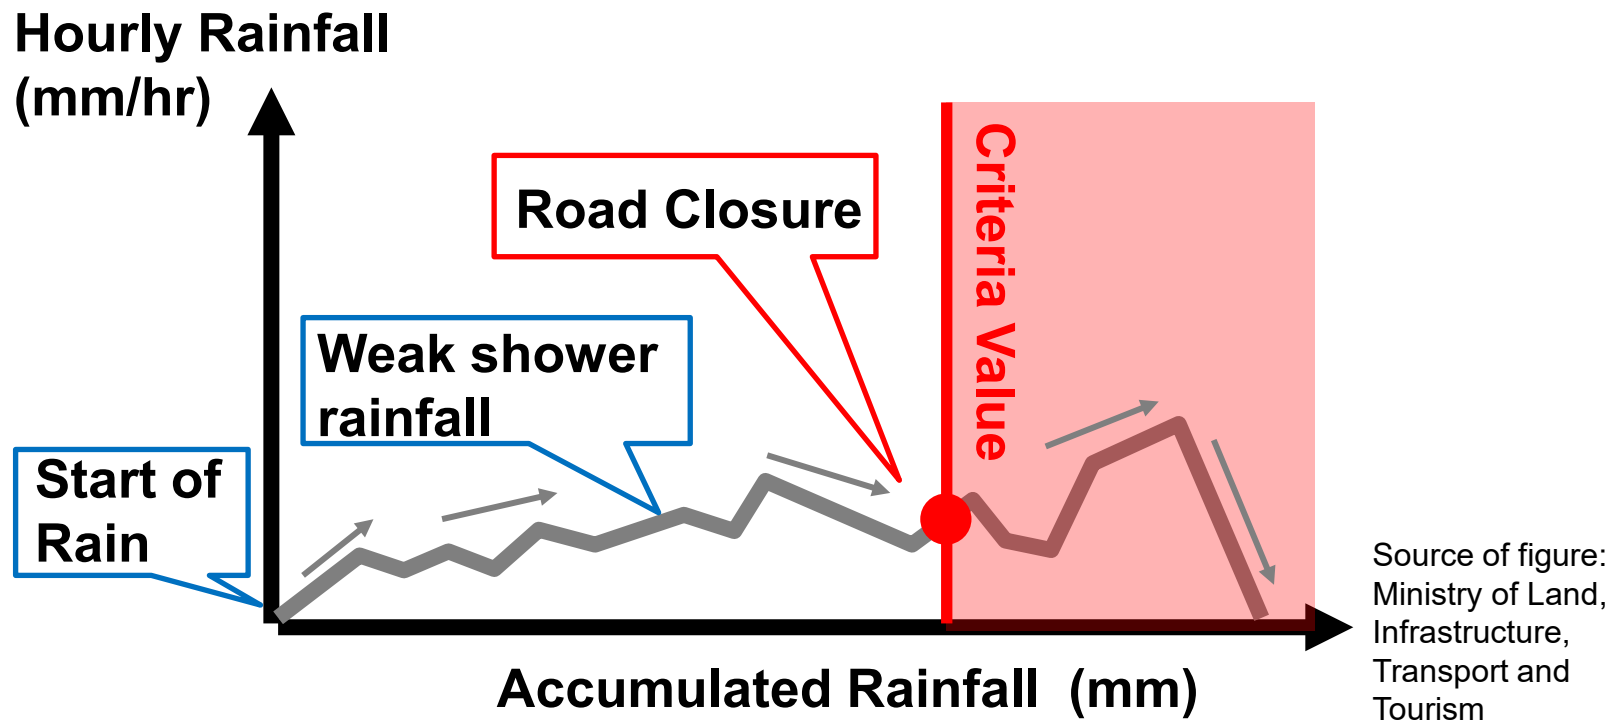 Hourly Rainfall
(mm/hr)
Road Closure
Criteria Value
Weak shower
rainfall
Start of
Rain
Accumulated Rainfall (mm)
Source of figure:
Ministry of Land,
Infrastructure,
Transport and
Tourism